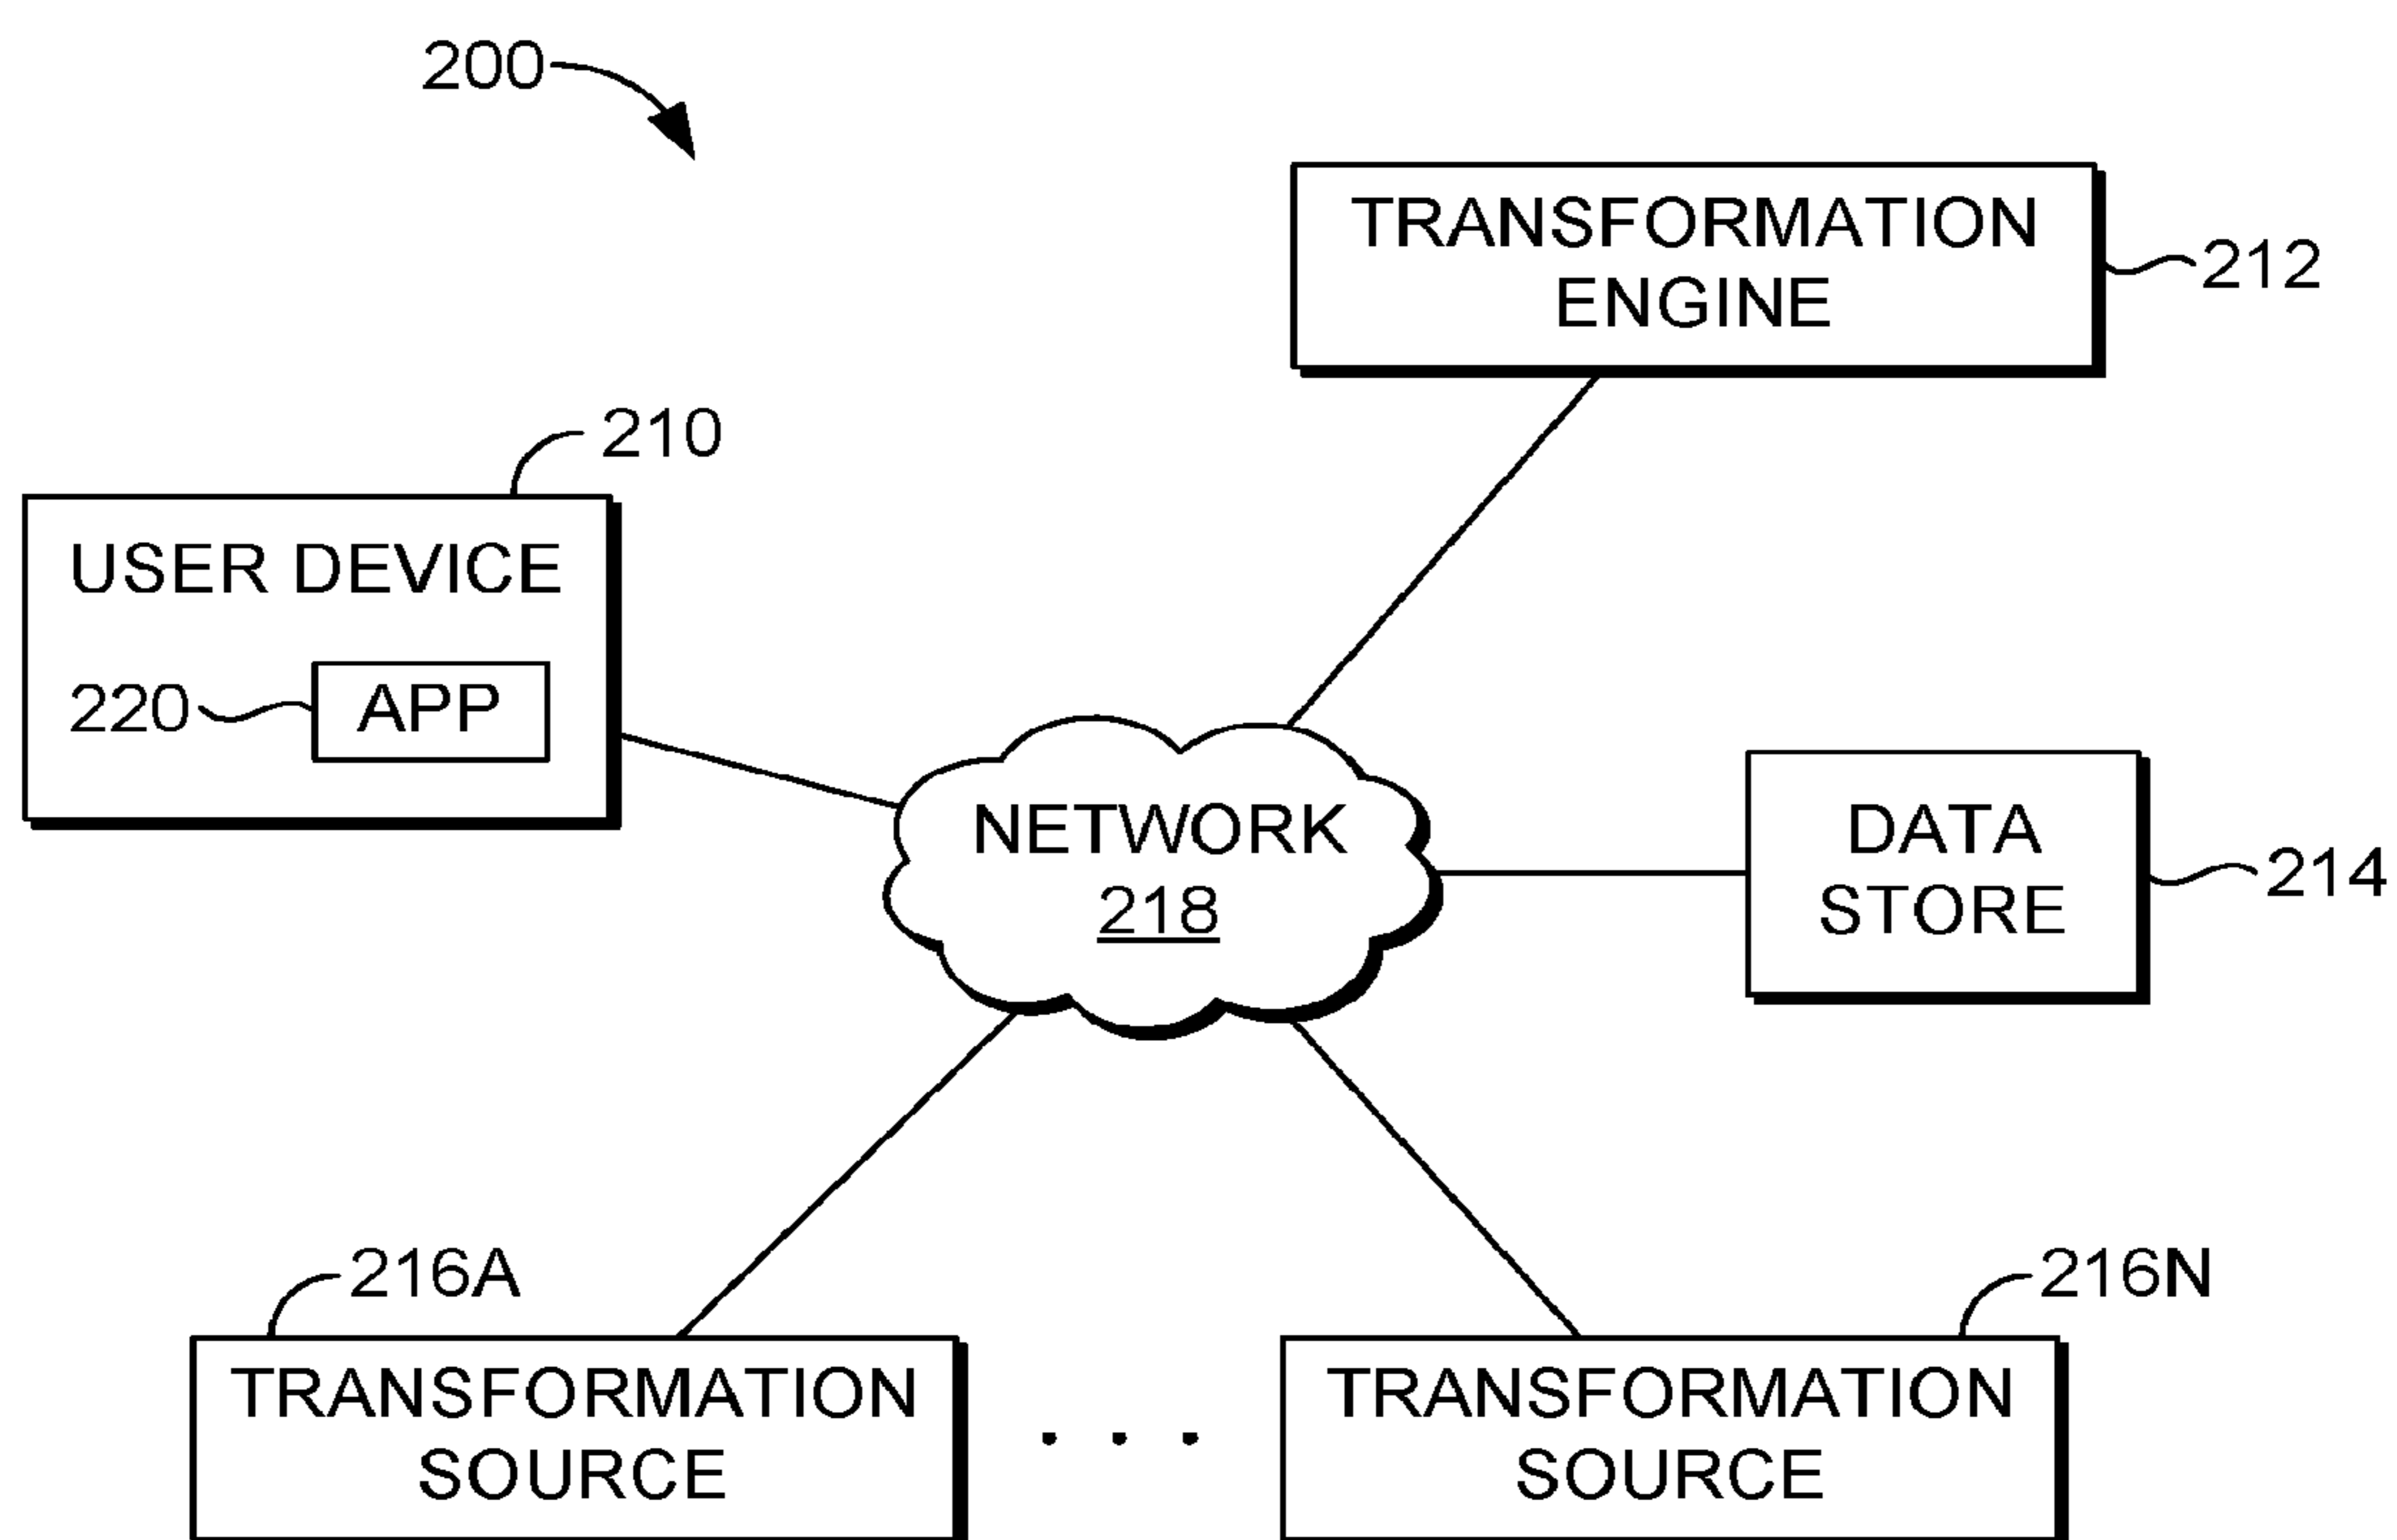 200
TRANSFORMATION
ENGINE
212
210
USER DEVICE
220
APP
NETWORK
218
DATA
STORE
214
216A
TRANSFORMATION
SOURCE
. . .
216N
TRANSFORMATION
SOURCE